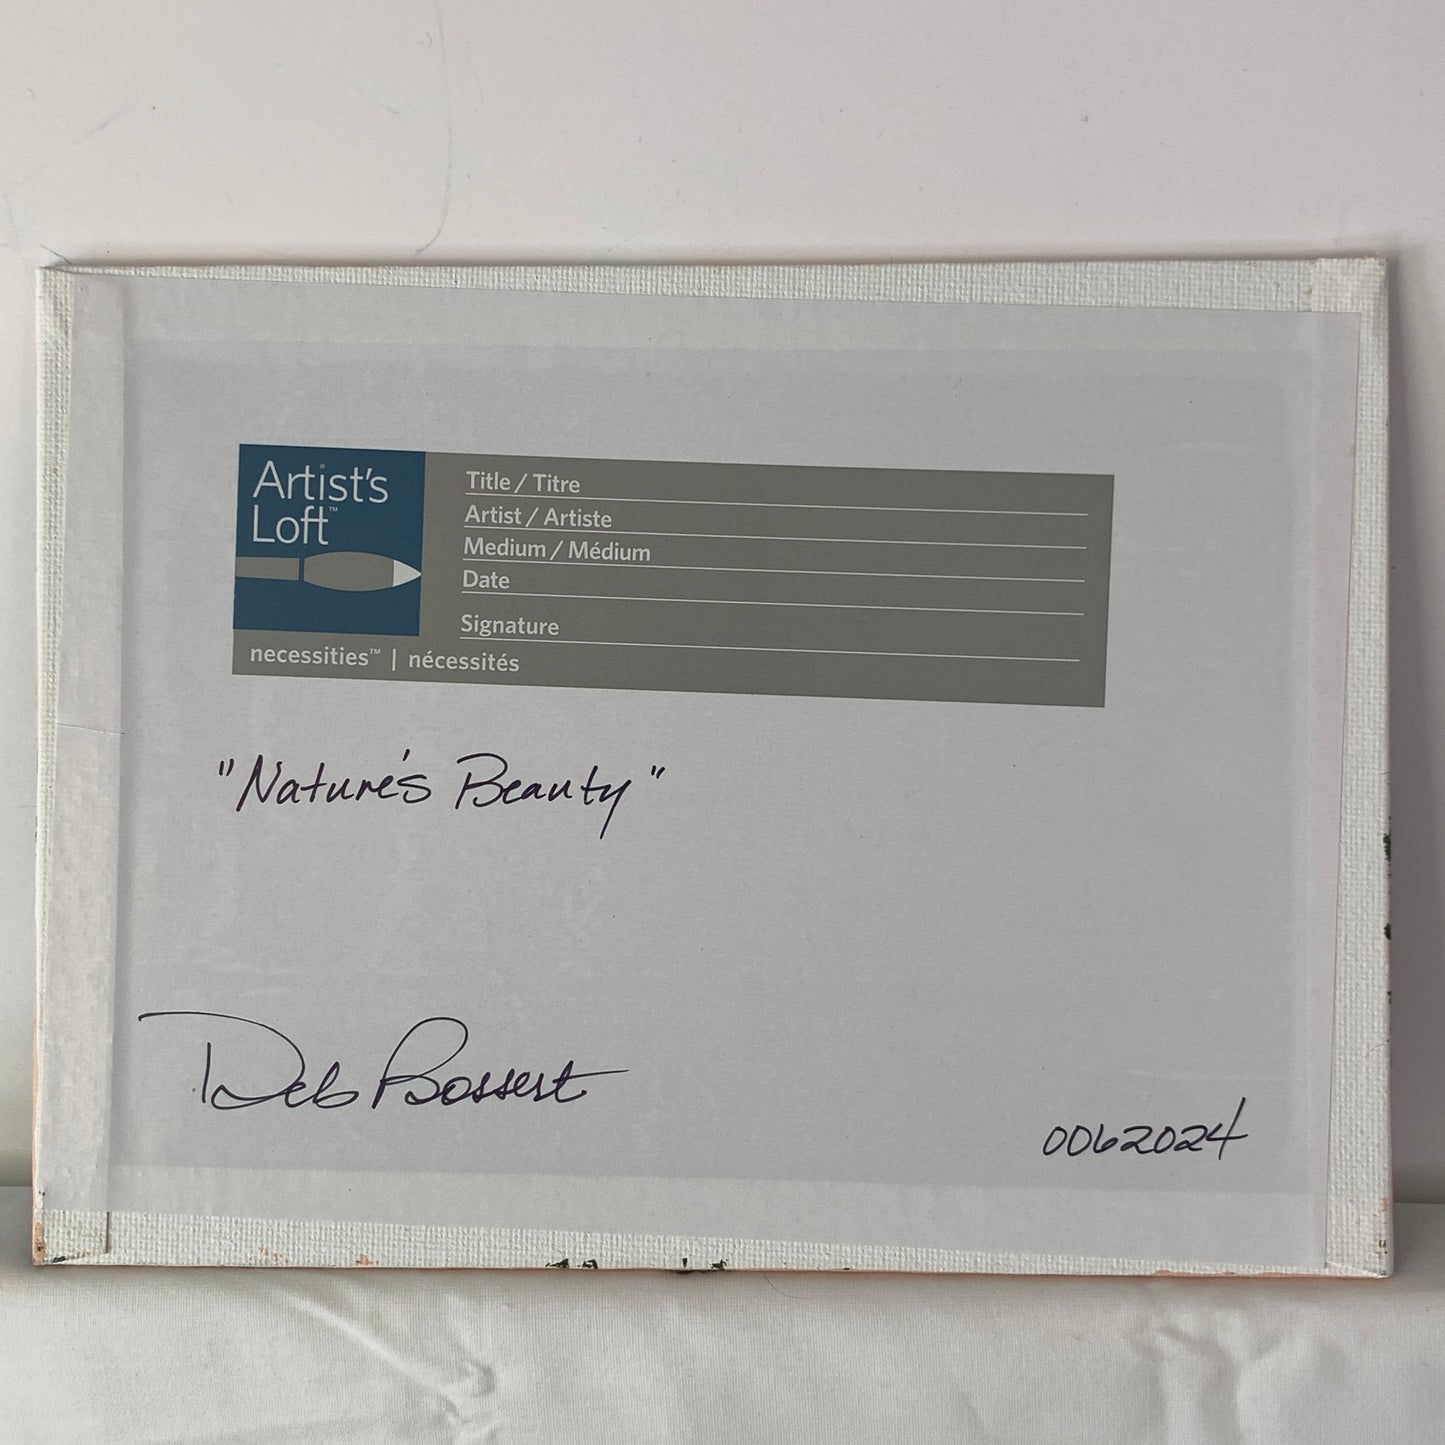 Artist's
Loft™
Title / Titre
Artist / Artiste
Medium / Médium
Date
Signature
necessities™ | nécessités
"Nature's Beauty"
Deb Bossert
0062024